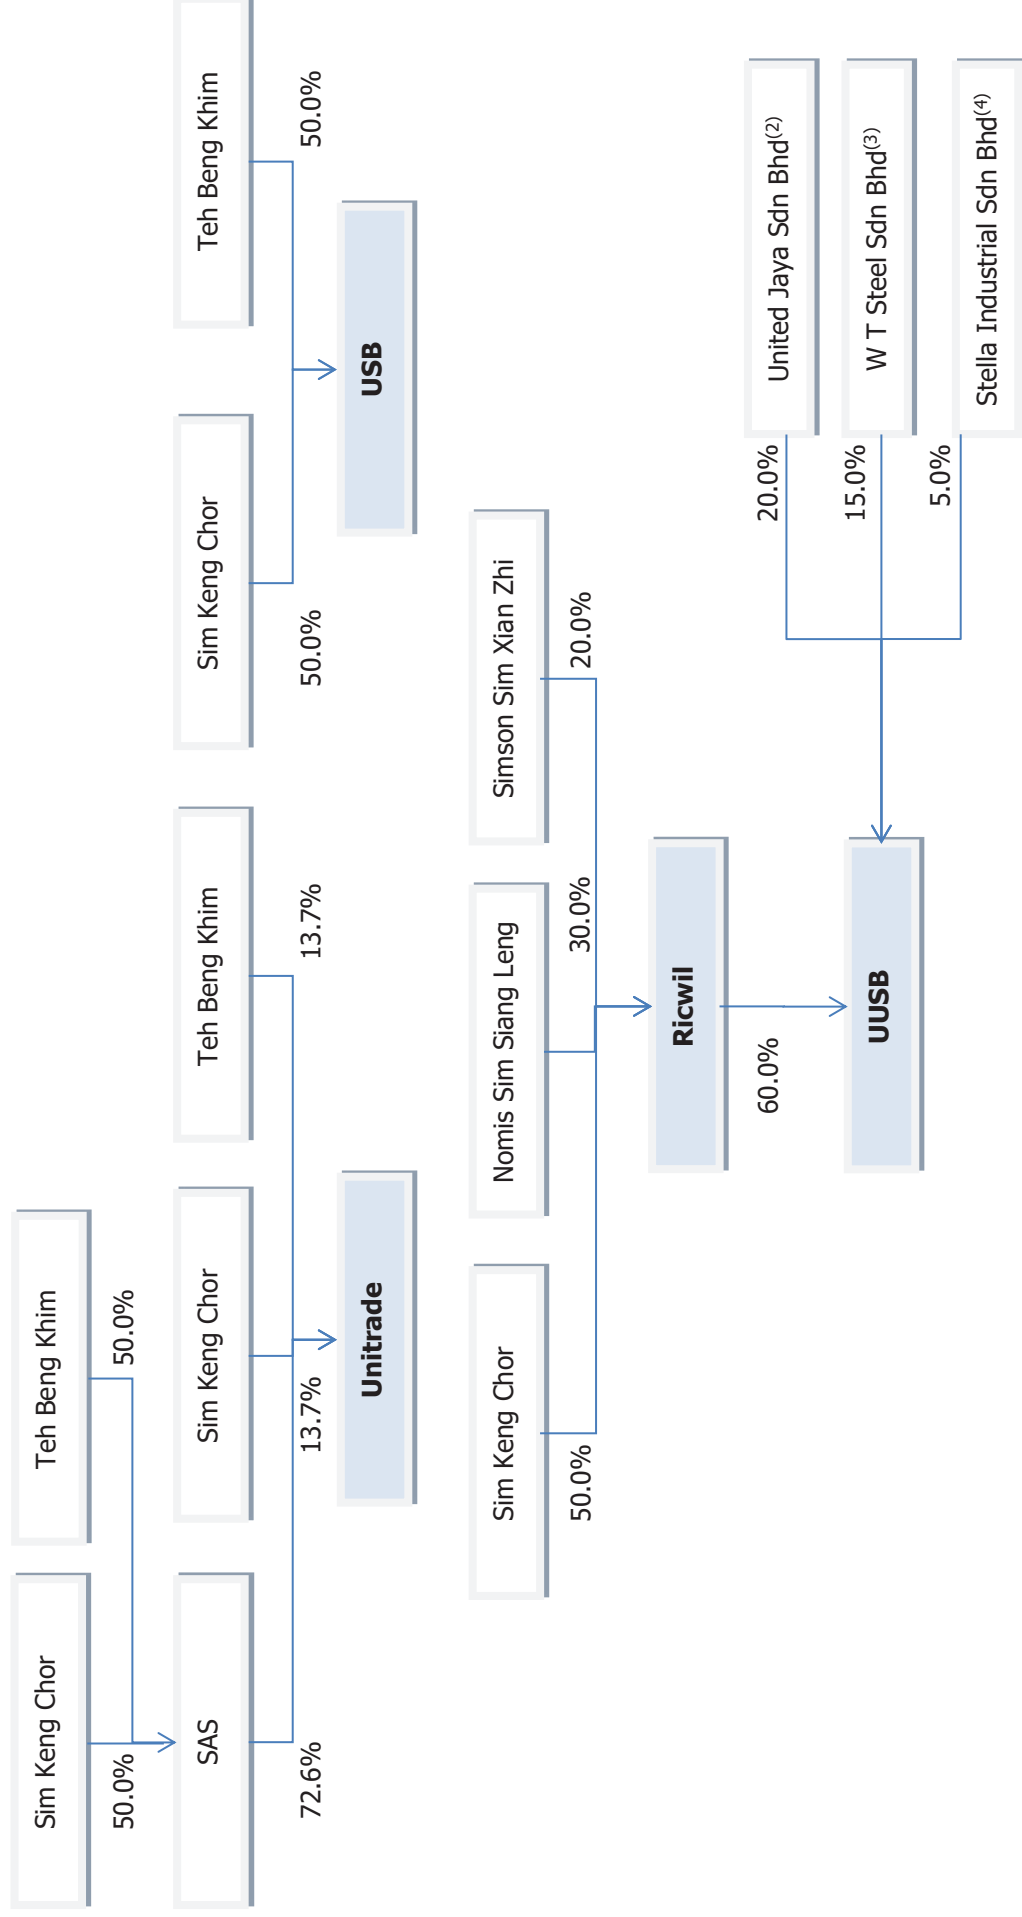 Sim Keng Chor
Teh Beng Khim
50.0%
50.0%
SAS
Sim Keng Chor
Teh Beng Khim
Sim Keng Chor
Teh Beng Khim
72.6%
13.7%
13.7%
50.0%
50.0%
Unitrade
USB
Sim Keng Chor
Nomis Sim Siang Leng
Simson Sim Xian Zhi
50.0%
30.0%
20.0%
Ricwil
60.0%
20.0%
United Jaya Sdn Bhd(2)
UUSB
15.0%
W T Steel Sdn Bhd(3)
5.0%
Stella Industrial Sdn Bhd(4)